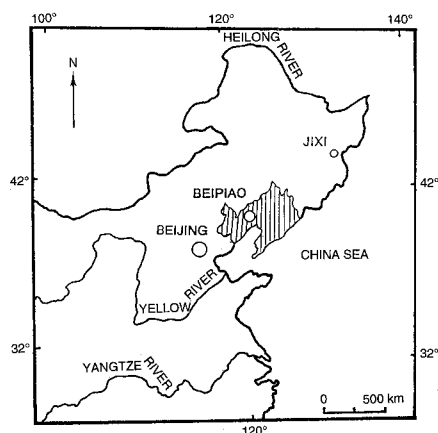 100° 120° 140°
HEILONG
RIVER
N
JIXI
42° 42°
BEIPIAO
BEIJING
CHINA SEA
RIVER
YELLOW
32° 32°
YANGTZE
RIVER
0 500 km
120°